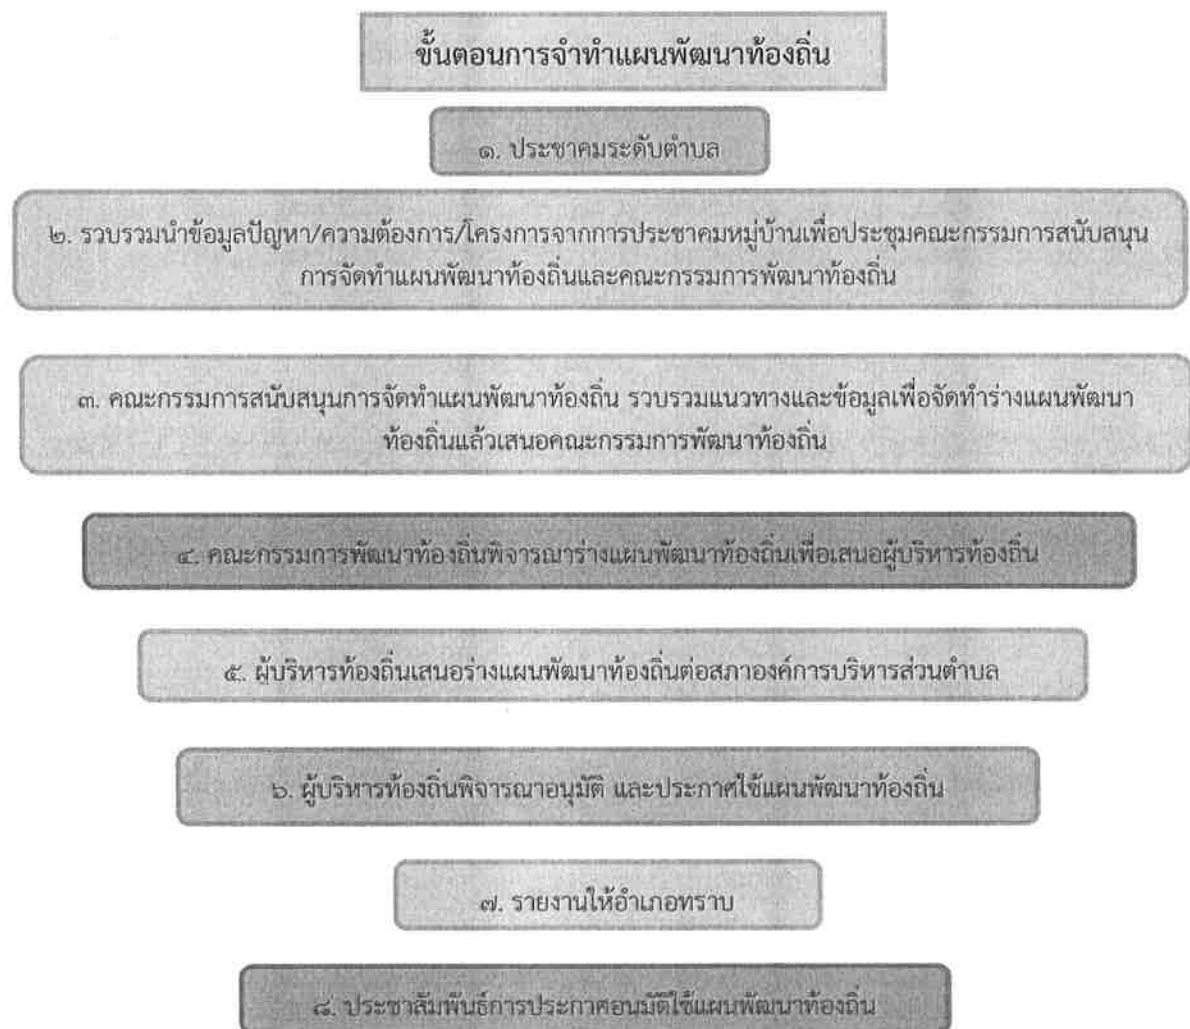 ขั้นตอนการจำทำแผนพัฒนาท้องถิ่น
๑. ประชาคมระดับตำบล
๒. รวบรวมนำข้อมูลปัญหา/ความต้องการ/โครงการจากการประชาคมหมู่บ้านเพื่อประชุมคณะกรรมการสนับสนุน
การจัดทำแผนพัฒนาท้องถิ่นและคณะกรรมการพัฒนาท้องถิ่น
๓. คณะกรรมการสนับสนุนการจัดทำแผนพัฒนาท้องถิ่น รวบรวมแนวทางและข้อมูลเพื่อจัดทำร่างแผนพัฒนา
ท้องถิ่นแล้วเสนอคณะกรรมการพัฒนาท้องถิ่น
๔. คณะกรรมการพัฒนาท้องถิ่นพิจารณาร่างแผนพัฒนาท้องถิ่นเพื่อเสนอผู้บริหารท้องถิ่น
๕. ผู้บริหารท้องถิ่นเสนอร่างแผนพัฒนาท้องถิ่นต่อสภาองค์การบริหารส่วนตำบล
๖. ผู้บริหารท้องถิ่นพิจารณาอนุมัติ และประกาศใช้แผนพัฒนาท้องถิ่น
๗. รายงานให้อำเภอทราบ
๘. ประชาสัมพันธ์การประกาศอนุมัติใช้แผนพัฒนาท้องถิ่น